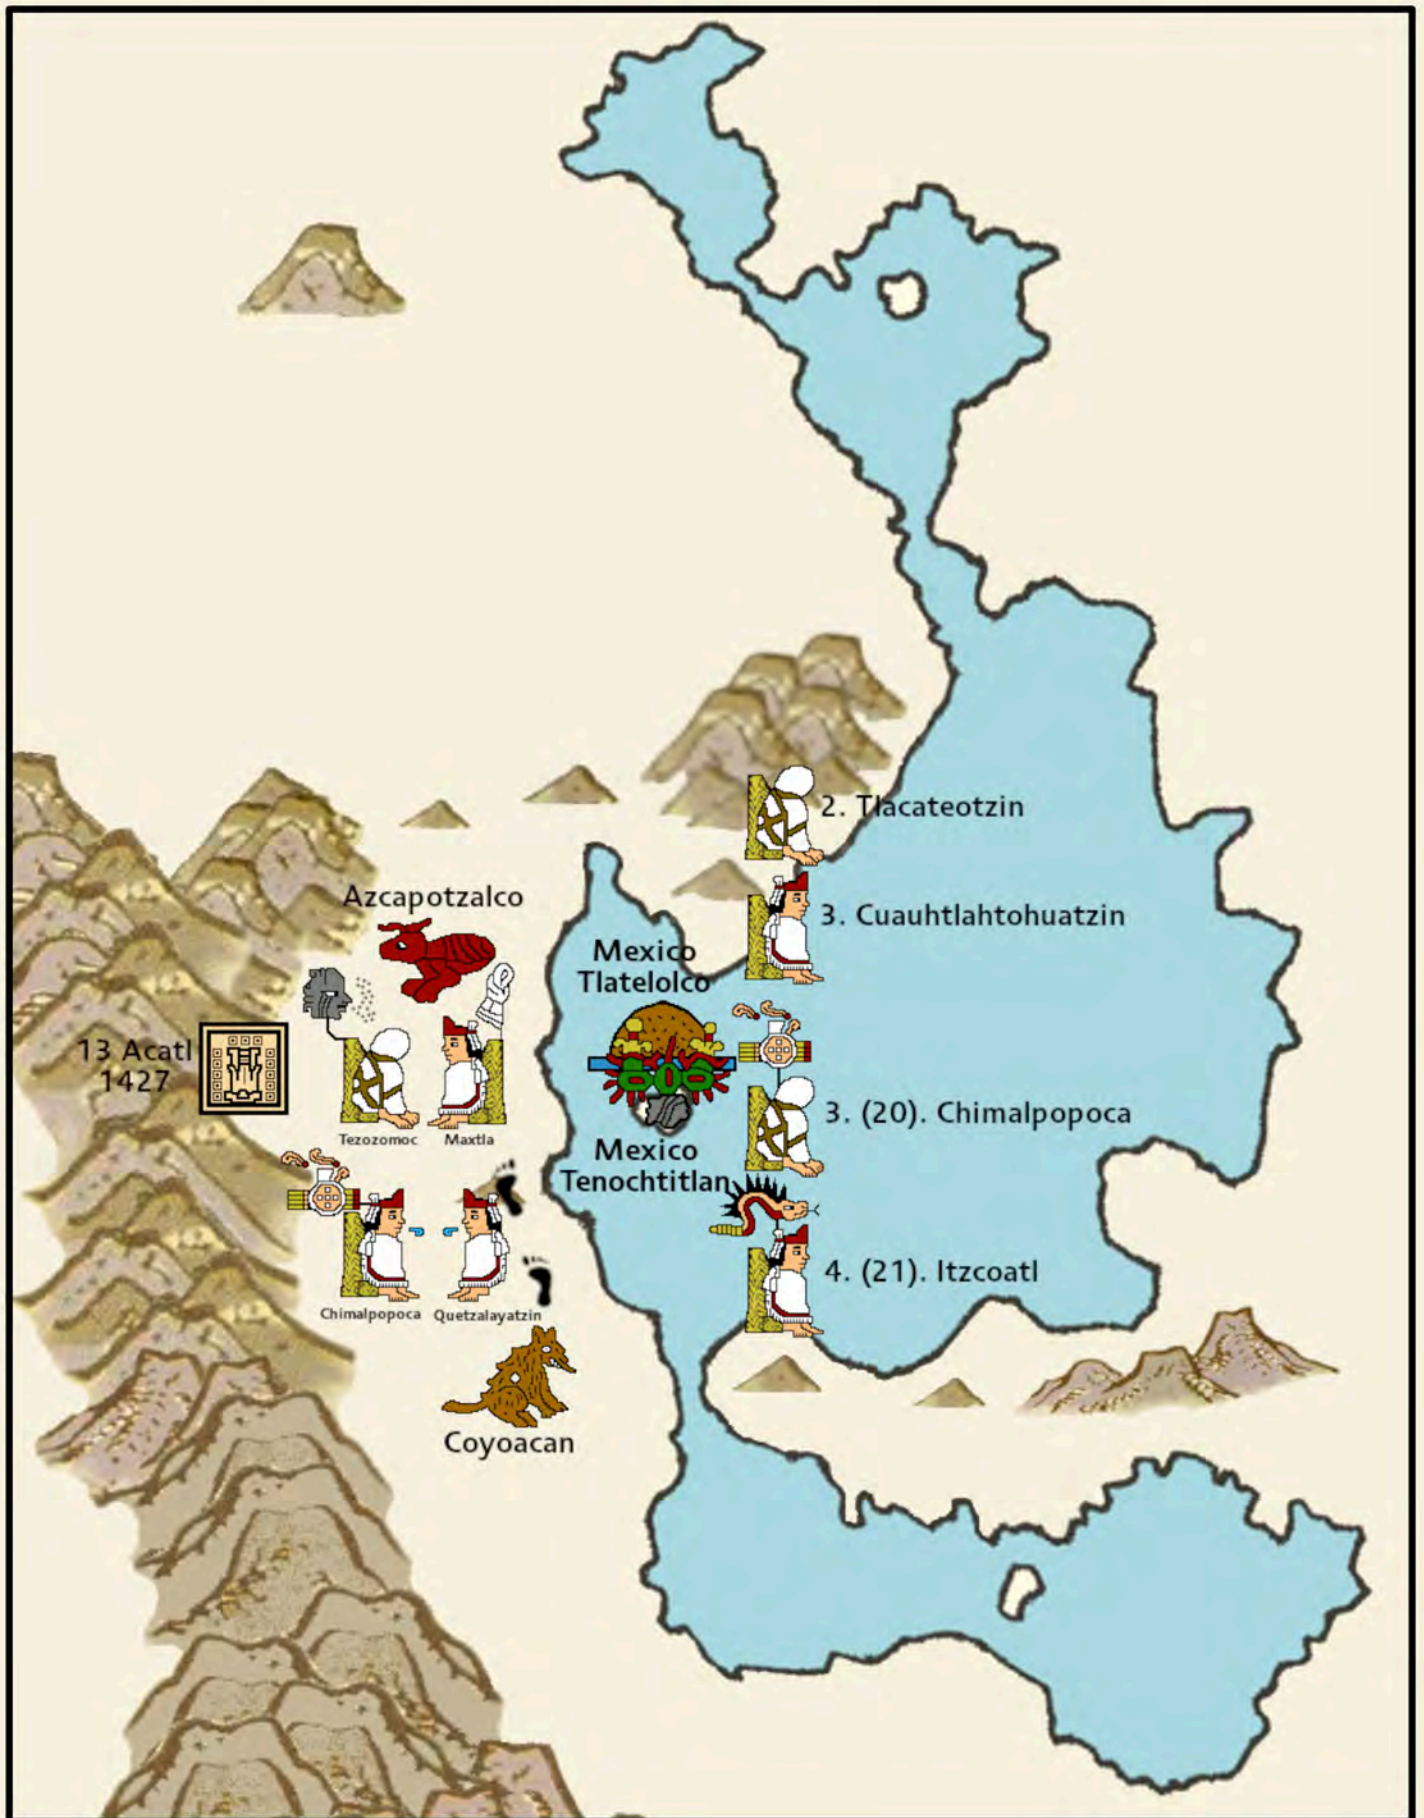 2. Tlacateotzin
Azcapotzalco
3. Cuauhtlahtohuatzin
Mexico
Tlatelolco
13 Acatl
1427
3. (20). Chimalpopoca
Tezozomoc
Maxtla
Mexico
Tenochtitlan
4. (21). Itzcoatl
Chimalpopoca
Quetzalayatzin
Coyoacan